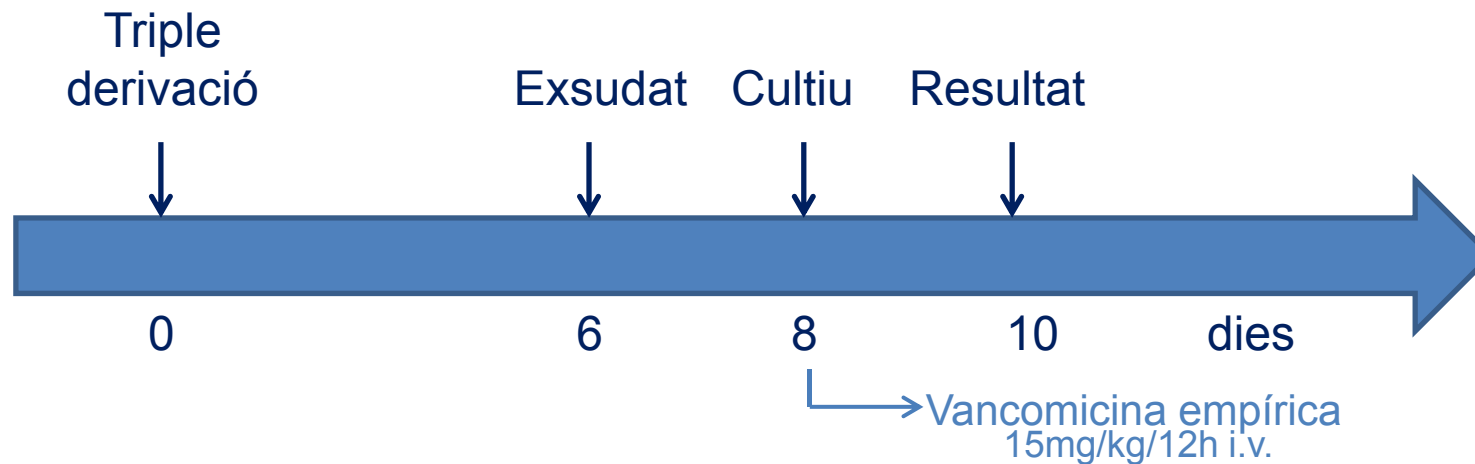 Triple
derivació
Exsudat
Cultiu
Resultat
0
6
8
10
dies
Vancomicina empírica
15mg/kg/12h i.v.